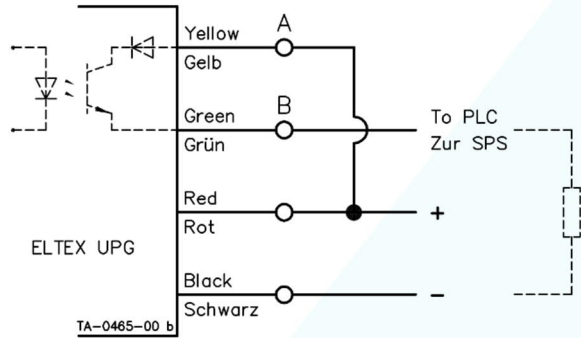 Yellow
Gelb
A
Green
Grün
B
To PLC
Zur SPS
Red
Rot
+
ELTEX UPG
Black
Schwarz
-
TA-0465-00 b